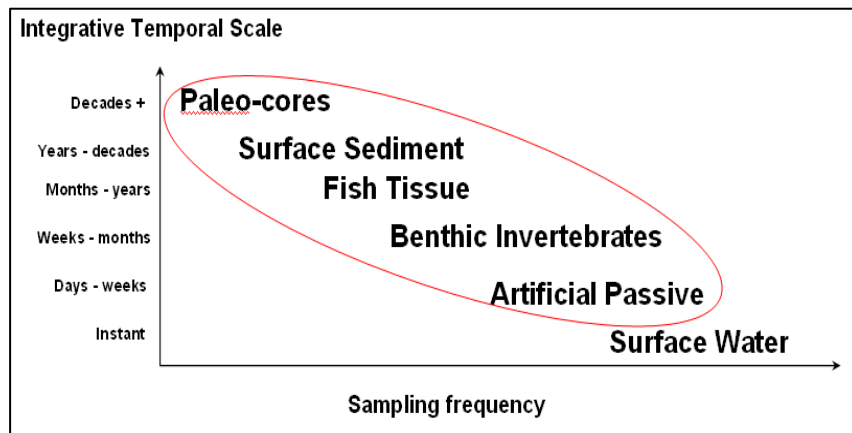 Integrative Temporal Scale
Decades +
Paleo-cores
Years - decades
Surface Sediment
Months - years
Fish Tissue
Weeks - months
Benthic Invertebrates
Days - weeks
Artificial Passive
Instant
Surface Water
Sampling frequency